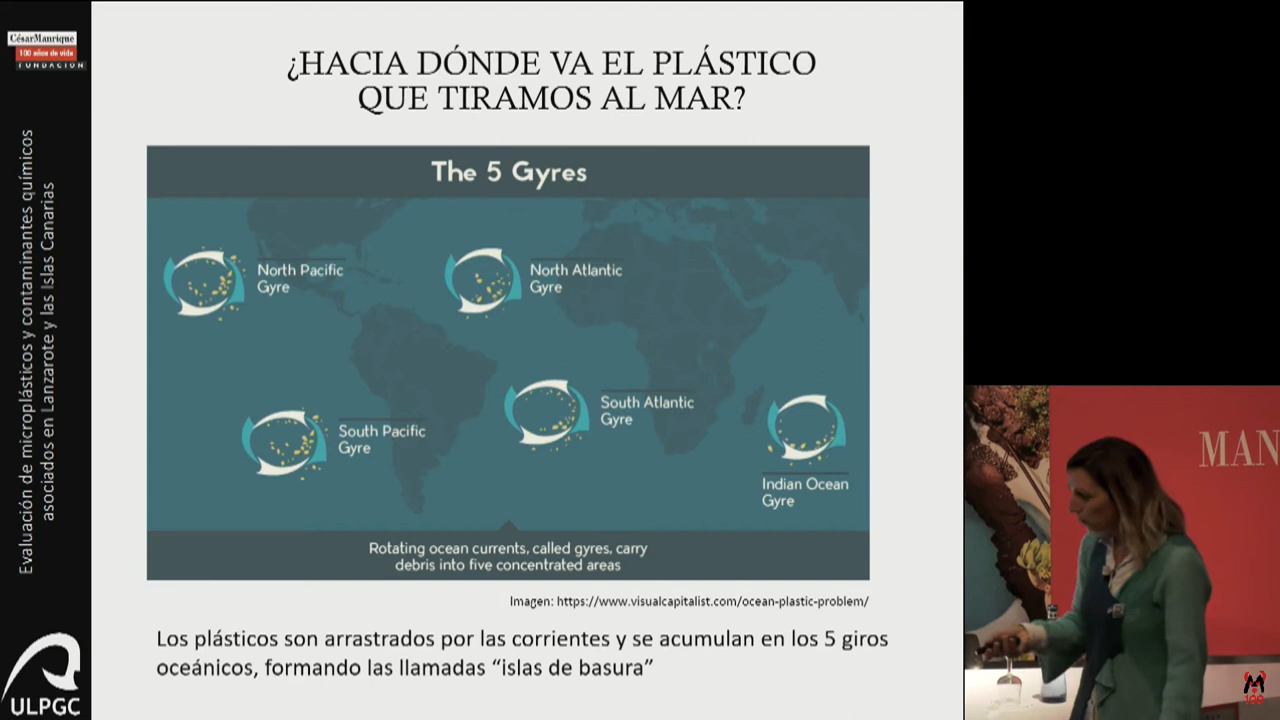 CésarManrique
100 años de vida
FUNDACIÓN
Evaluación de microplásticos y contaminantes químicos
asociados en Lanzarote y las Islas Canarias
ULPGC
¿HACIA DÓNDE VA EL PLÁSTICO
QUE TIRAMOS AL MAR?
The 5 Gyres
North Pacific
Gyre
North Atlantic
Gyre
South Pacific
Gyre
South Atlantic
Gyre
Indian Ocean
Gyre
Rotating ocean currents, called gyres, carry
debris into five concentrated areas
Imagen: https://www.visualcapitalist.com/ocean-plastic-problem/
Los plásticos son arrastrados por las corrientes y se acumulan en los 5 giros
oceánicos, formando las llamadas “islas de basura”
MAN
M
100